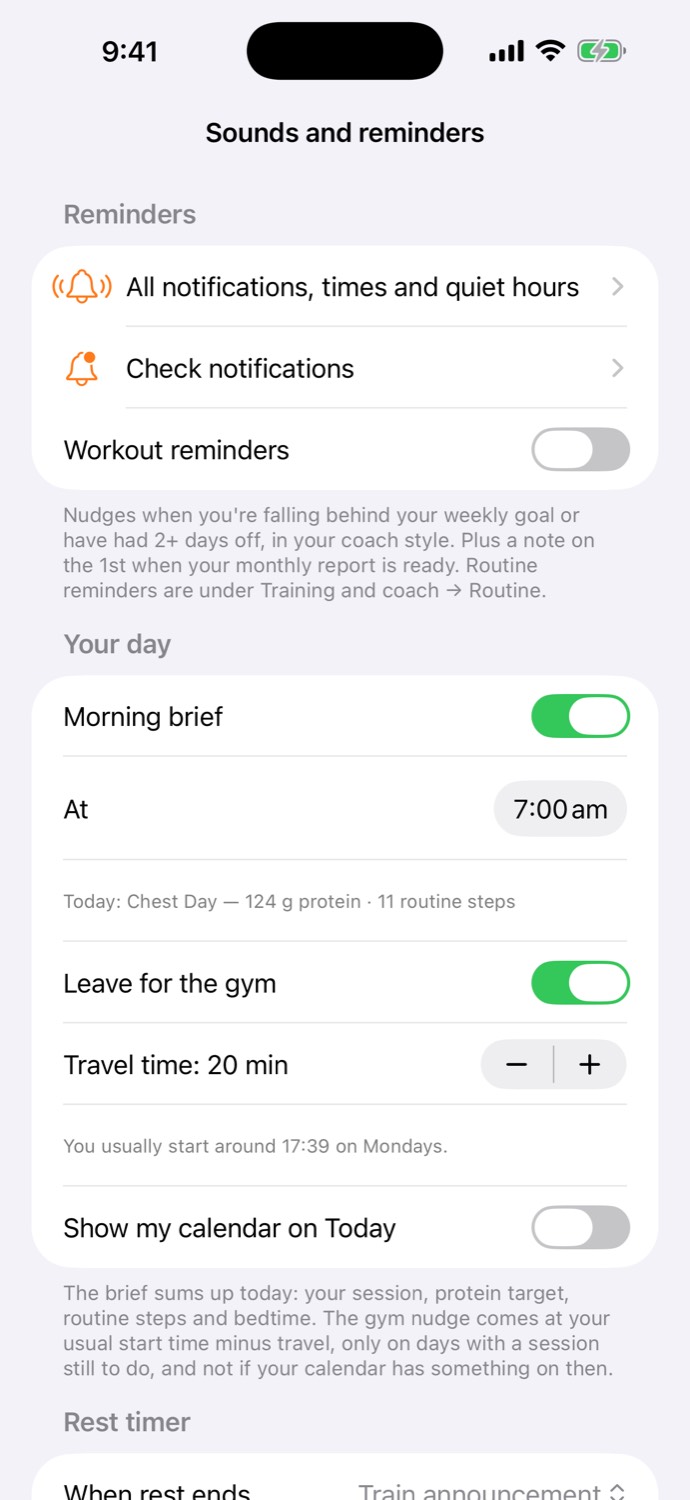 9:41
Sounds and reminders
Reminders
All notifications, times and quiet hours
Check notifications
Workout reminders
Nudges when you're falling behind your weekly goal or
have had 2+ days off, in your coach style. Plus a note on
the 1st when your monthly report is ready. Routine
reminders are under Training and coach → Routine.
Your day
Morning brief
At
7:00 am
Today: Chest Day — 124 g protein · 11 routine steps
Leave for the gym
Travel time: 20 min
You usually start around 17:39 on Mondays.
Show my calendar on Today
The brief sums up today: your session, protein target,
routine steps and bedtime. The gym nudge comes at your
usual start time minus travel, only on days with a session
still to do, and not if your calendar has something on then.
Rest timer
When rest ends
Train announcement